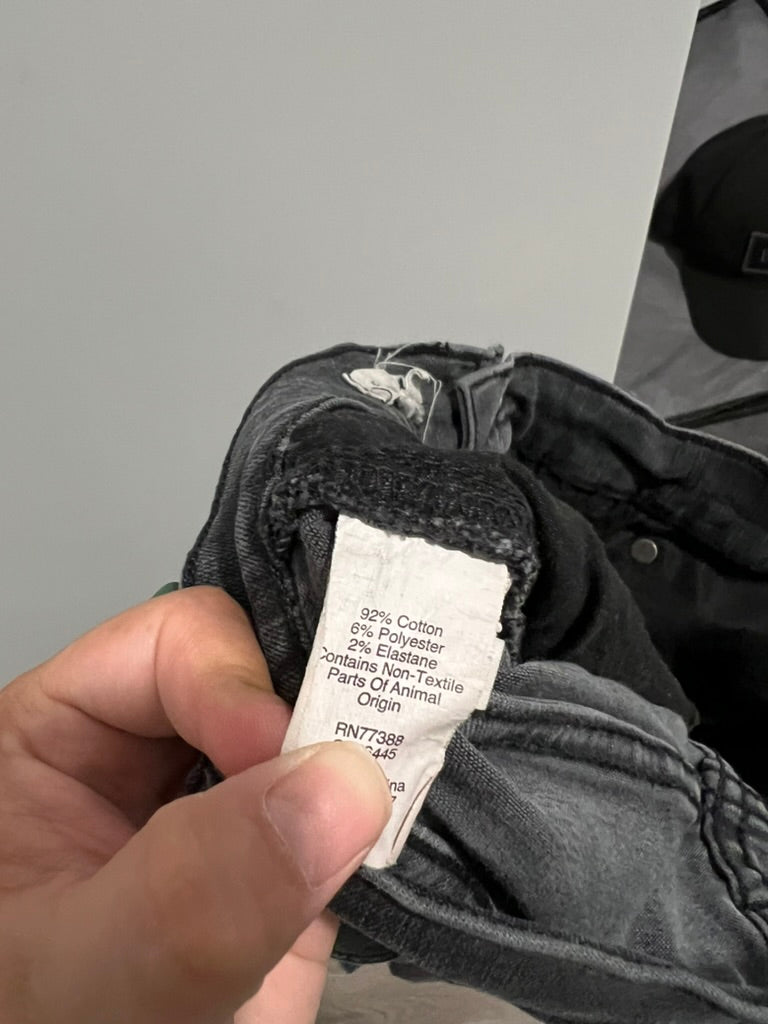 92% Cotton
6% Polyester
2% Elastane
Contains Non-Textile
Parts Of Animal
Origin
RN77388